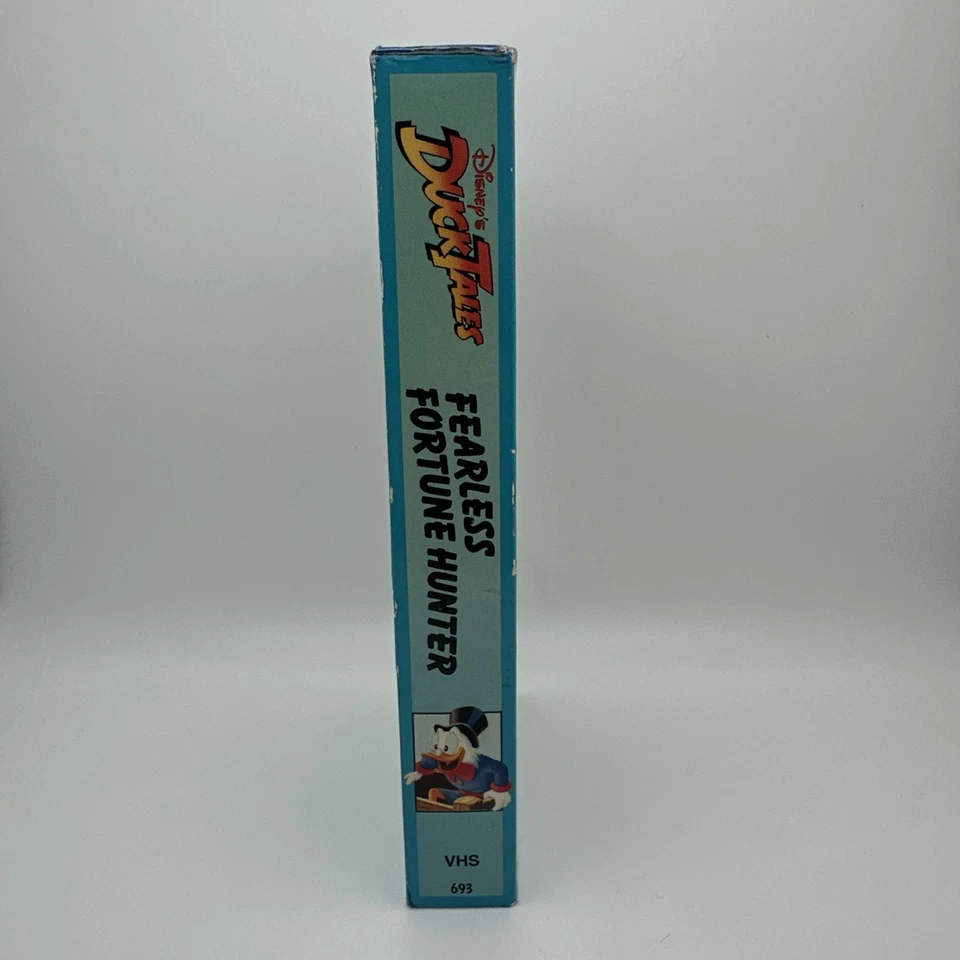 Disney's
DuckTales
FEARLESS
FORTUNE HUNTER
VHS
693